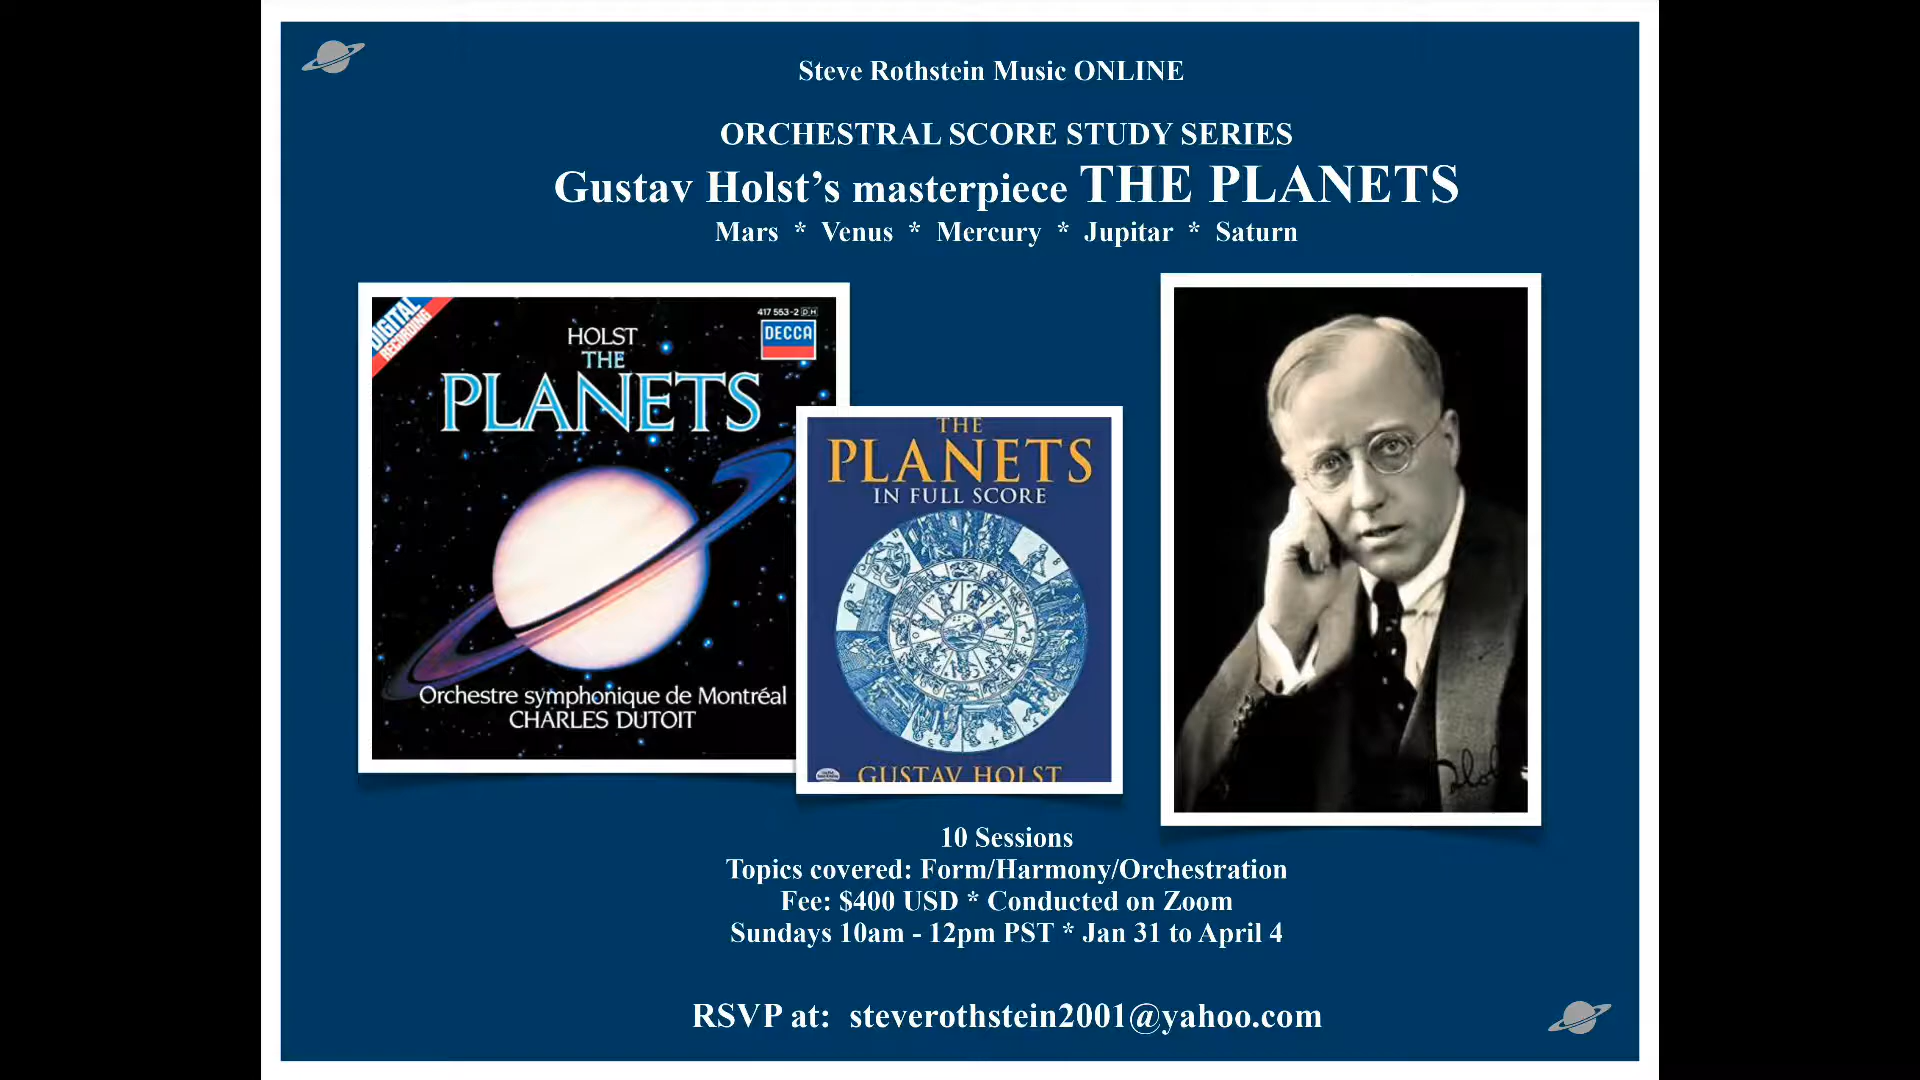 Steve Rothstein Music ONLINE
ORCHESTRAL SCORE STUDY SERIES
Gustav Holst’s masterpiece THE PLANETS
Mars * Venus * Mercury * Jupitar * Saturn
DIGITAL
RECORDING
417 553-2 DH
DECCA
HOLST
THE
PLANETS
Orchestre symphonique de Montréal
CHARLES DUTOIT
THE
PLANETS
IN FULL SCORE
GUSTAV HOLST
10 Sessions
Topics covered: Form/Harmony/Orchestration
Fee: $400 USD * Conducted on Zoom
Sundays 10am - 12pm PST * Jan 31 to April 4
RSVP at: steverothstein2001@yahoo.com